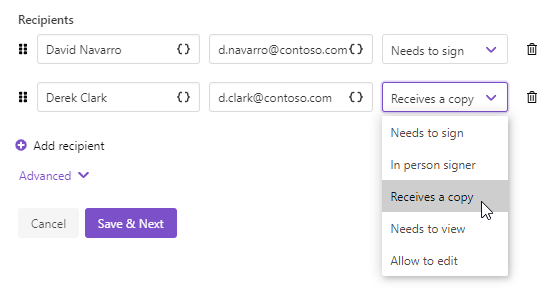 Recipients
David Navarro {} d.navarro@contoso.com {} Needs to sign
Derek Clark {} d.clark@contoso.com {} Receives a copy
Needs to sign
In person signer
Receives a copy
Needs to view
Allow to edit
Add recipient
Advanced
Cancel Save & Next